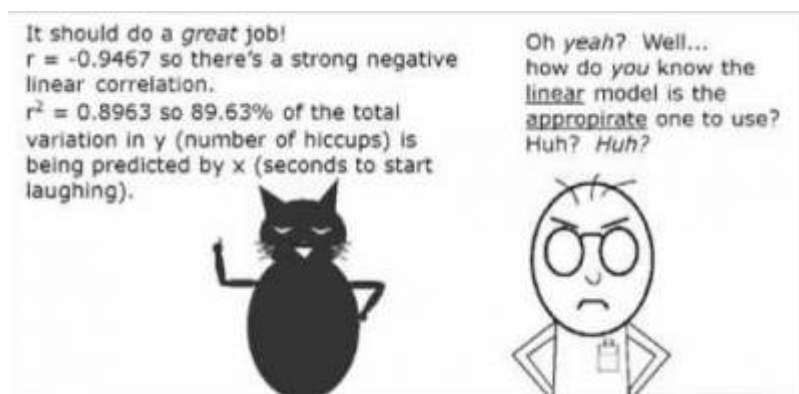 It should do a great job!
r = -0.9467 so there's a strong negative
linear correlation.
r² = 0.8963 so 89.63% of the total
variation in y (number of hiccups) is
being predicted by x (seconds to start
laughing).
Oh yeah? Well...
how do you know the
linear model is the
appropirate one to use?
Huh? Huh?